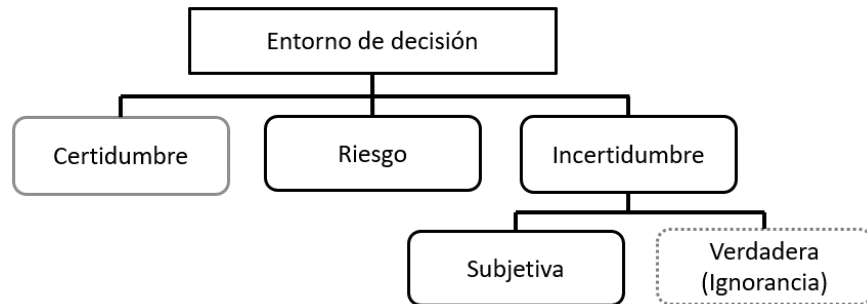 Entorno de decisión
Certidumbre
Riesgo
Incertidumbre
Subjetiva
Verdadera
(Ignorancia)